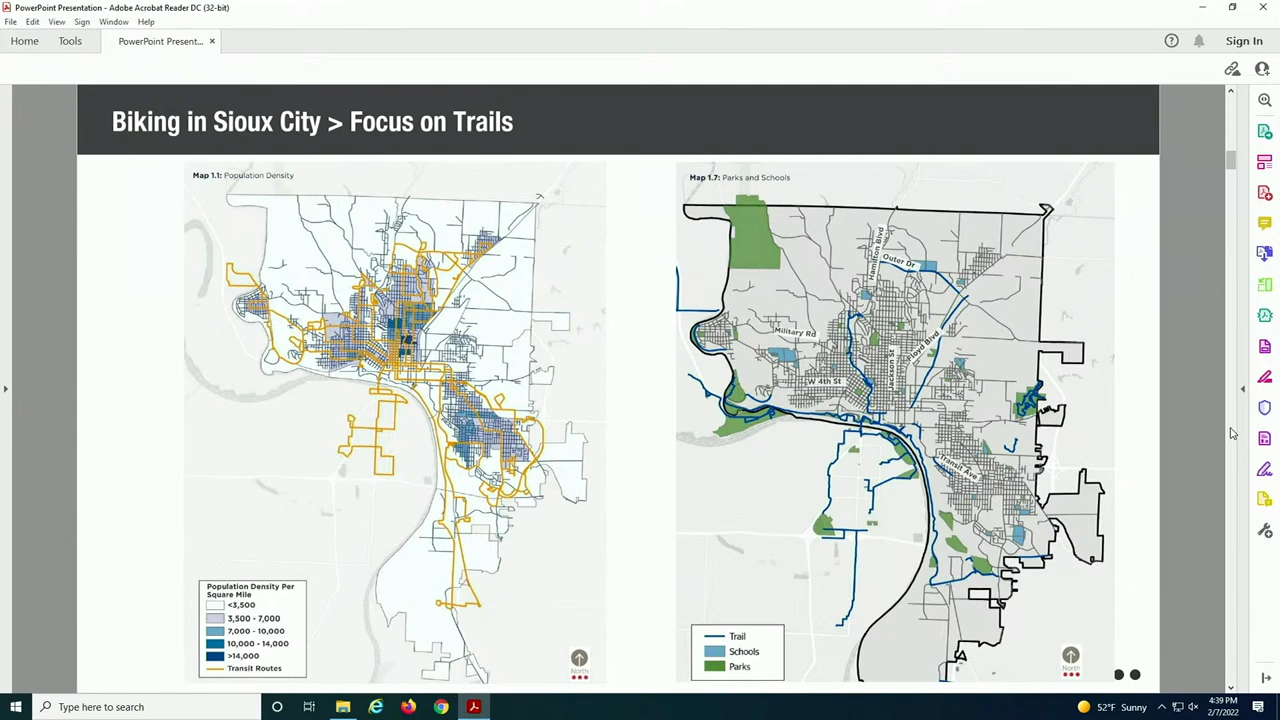 PowerPoint Presentation - Adobe Acrobat Reader DC (32-bit)
File Edit View Sign Window Help
Home Tools PowerPoint Present... ×
Sign In
Biking in Sioux City > Focus on Trails
Map 1.1: Population Density
Population Density Per
Square Mile
<3,500
3,500 - 7,000
7,000 - 10,000
10,000 - 14,000
>14,000
Transit Routes
North
Map 1.7: Parks and Schools
Hamilton Blvd
Outer Dr
Military Rd
Floyd Blvd
Jackson St
W 4th St
Transit Ave
Trail
Schools
Parks
North
Type here to search
52°F Sunny
4:39 PM
2/7/2022